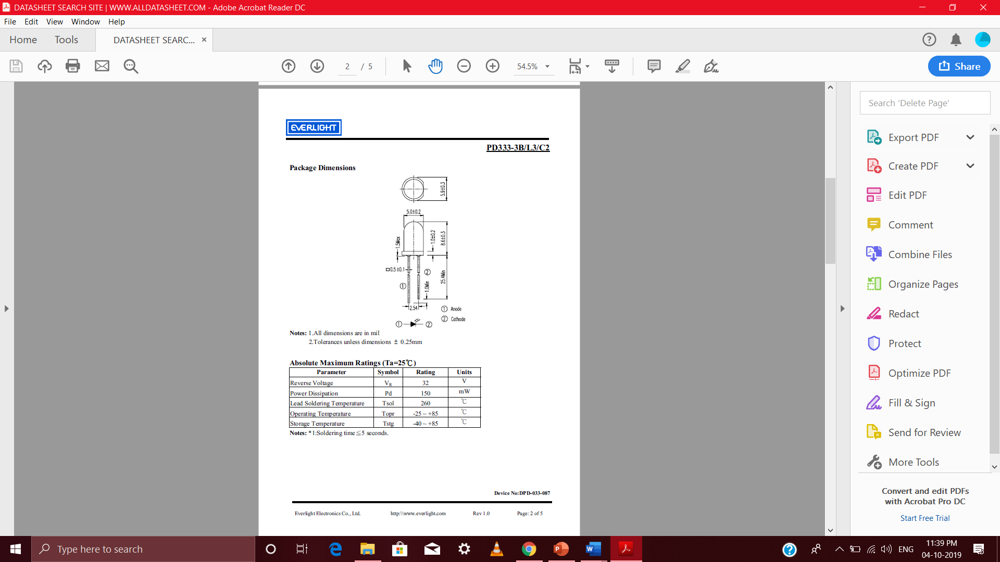 DATASHEET SEARCH SITE | WWW.ALLDATASHEET.COM - Adobe Acrobat Reader DC
File Edit View Window Help
Home Tools DATASHEET SEARC... ×
2 / 5 54.5% Share
Search 'Delete Page'
Export PDF
Create PDF
Edit PDF
Comment
Combine Files
Organize Pages
Redact
Protect
Optimize PDF
Fill & Sign
Send for Review
More Tools
Convert and edit PDFs
with Acrobat Pro DC
Start Free Trial
EVERLIGHT
PD333-3B/L3/C2
Package Dimensions
5.9±0.3
5.0±0.2
1.5Max
1.0±0.2
8.6±0.3
□0.5±0.1
②
①
1.0Min
25.4Min
2.54
① Anode
② Cathode
① ②
Notes: 1.All dimensions are in mil
2.Tolerances unless dimensions ± 0.25mm
Absolute Maximum Ratings (Ta=25℃)
Parameter Symbol Rating Units
Reverse Voltage VR 32 V
Power Dissipation Pd 150 mW
Lead Soldering Temperature Tsol 260 ℃
Operating Temperature Topr -25 ~ +85 ℃
Storage Temperature Tstg -40 ~ +85 ℃
Notes: *1:Soldering time≦5 seconds.
Device No:DPD-033-087
Everlight Electronics Co., Ltd. http:\\www.everlight.com Rev 1.0 Page: 2 of 5
Type here to search
ENG
11:39 PM
04-10-2019